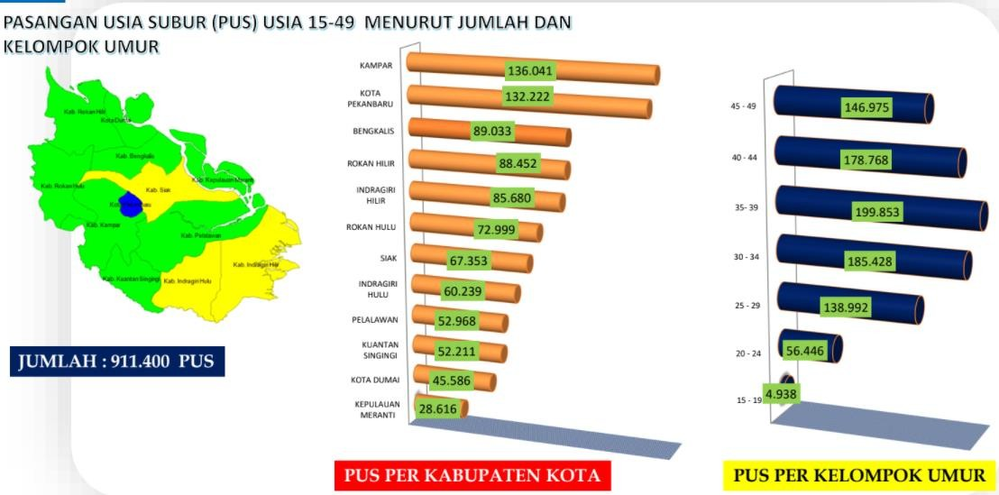 PASANGAN USIA SUBUR (PUS) USIA 15-49 MENURUT JUMLAH DAN
KELOMPOK UMUR
Kab. Rokan Hilir
Kota Dumai
Kab. Bengkalis
Kab. Rokan Hulu
Kab. Siak
Kab. Kepulauan Meranti
Kab. Kampar
Kab. Pelalawan
Kab. Indragiri Hilir
Kab. Kuantan Singingi
Kab. Indragiri Hulu
JUMLAH : 911.400 PUS
KAMPAR
136.041
KOTA
PEKANBARU
132.222
BENGKALIS
89.033
ROKAN HILIR
88.452
INDRAGIRI
HILIR
85.680
ROKAN HULU
72.999
SIAK
67.353
INDRAGIRI
HULU
60.239
PELALAWAN
52.968
KUANTAN
SINGINGI
52.211
KOTA DUMAI
45.586
KEPULAUAN
MERANTI
28.616
PUS PER KABUPATEN KOTA
45 - 49
146.975
40 - 44
178.768
35- 39
199.853
30 - 34
185.428
25 - 29
138.992
20 - 24
56.446
15 - 19
4.938
PUS PER KELOMPOK UMUR